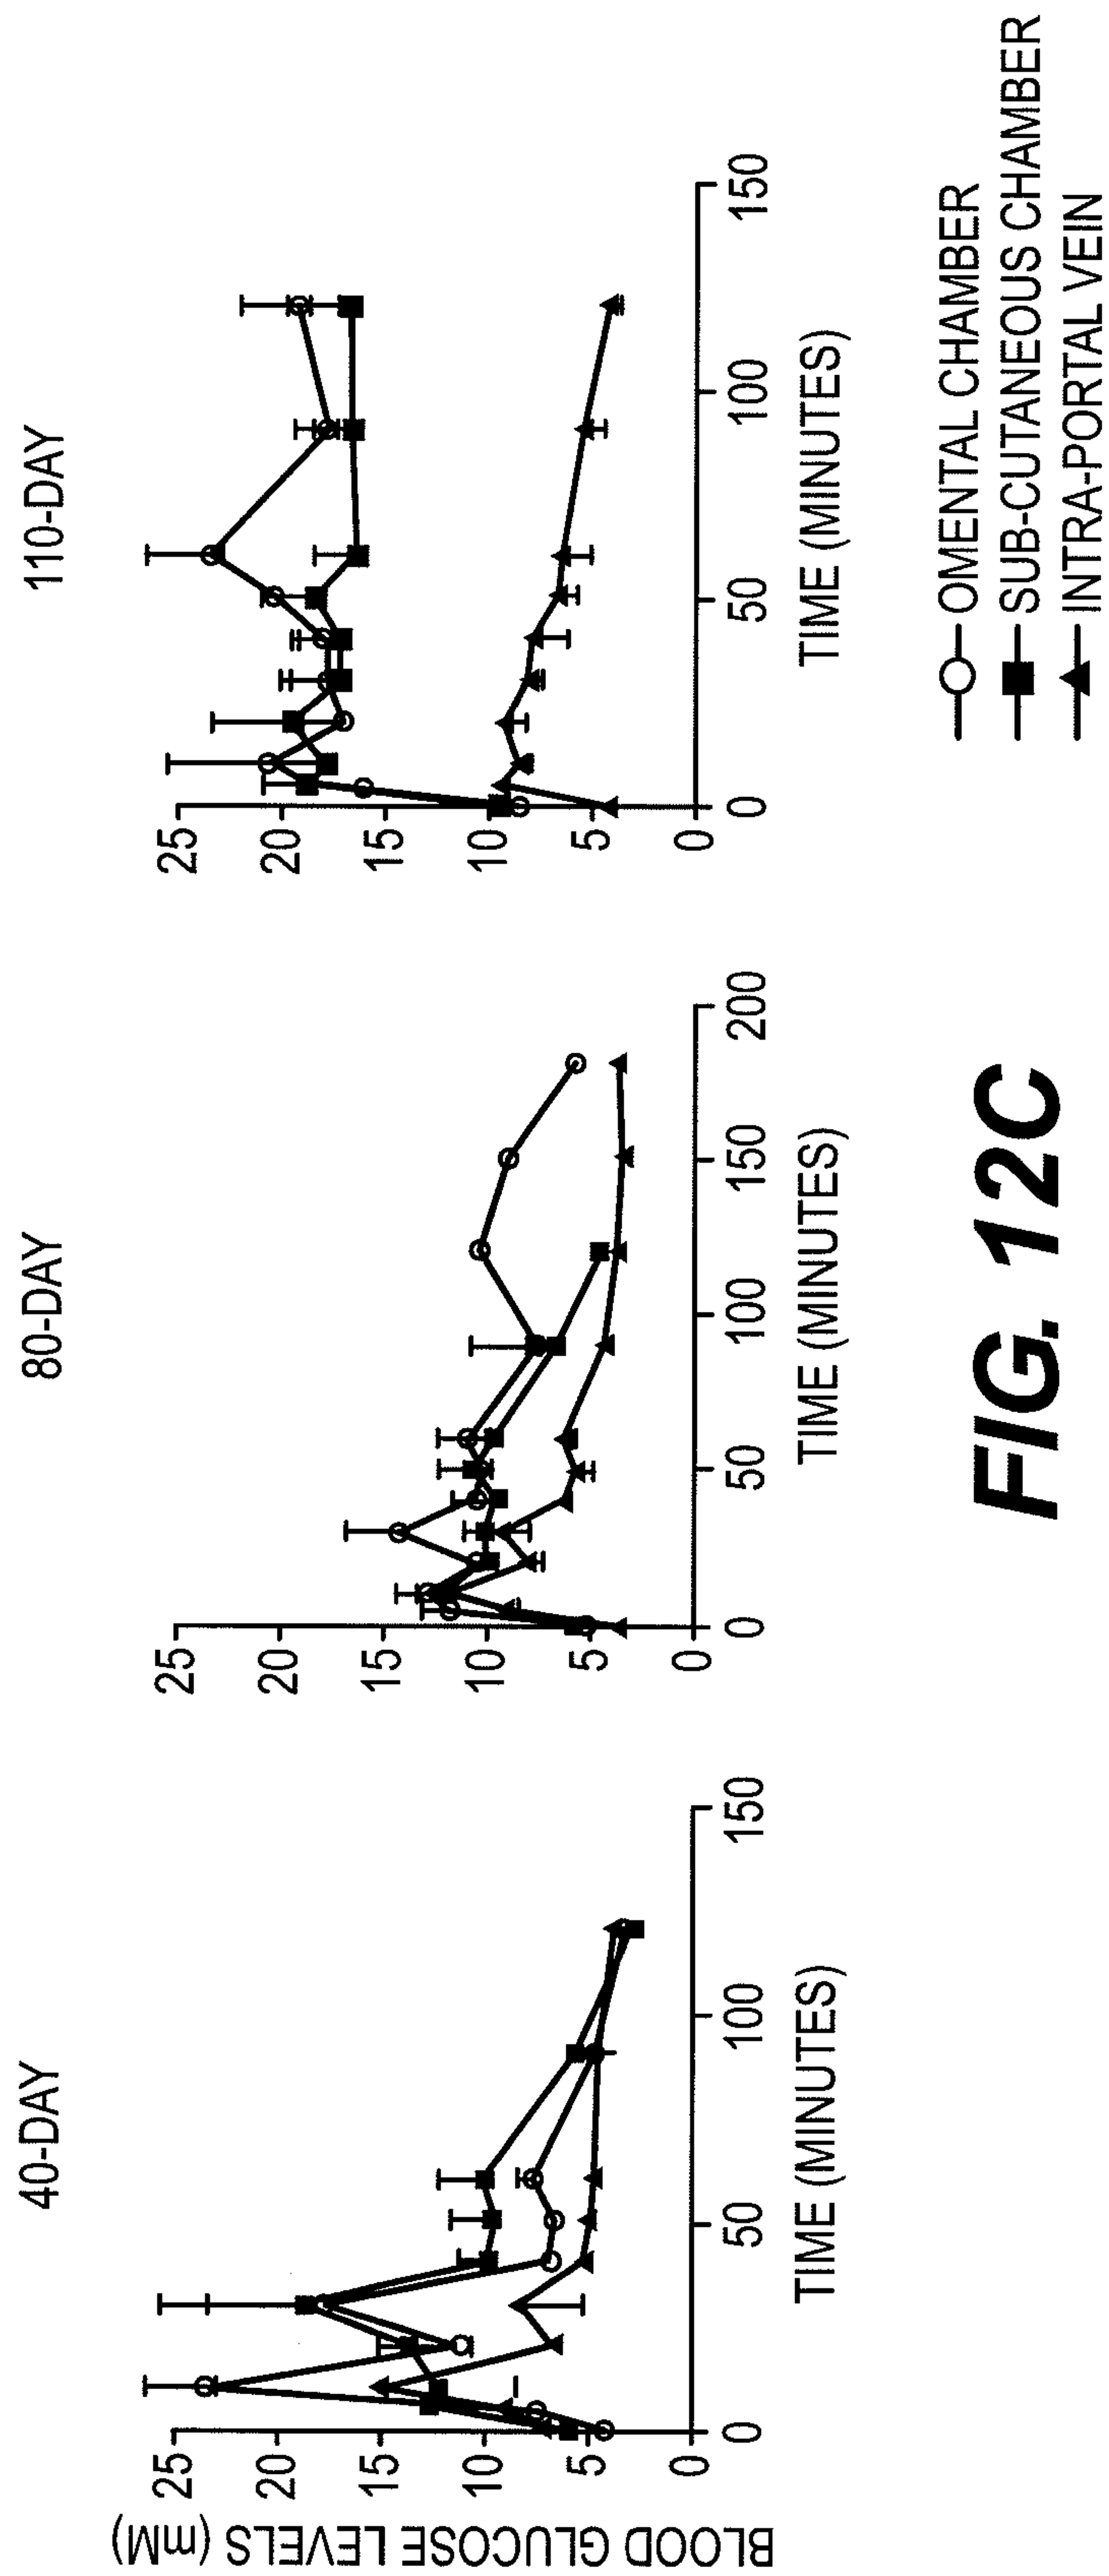 40-DAY
80-DAY
110-DAY
BLOOD GLUCOSE LEVELS (mM)
25
20
15
10
5
0
0
50
100
150
TIME (MINUTES)
25
20
15
10
5
0
0
50
100
150
200
TIME (MINUTES)
25
20
15
10
5
0
0
50
100
150
TIME (MINUTES)
OMENTAL CHAMBER
SUB-CUTANEOUS CHAMBER
INTRA-PORTAL VEIN
FIG. 12C